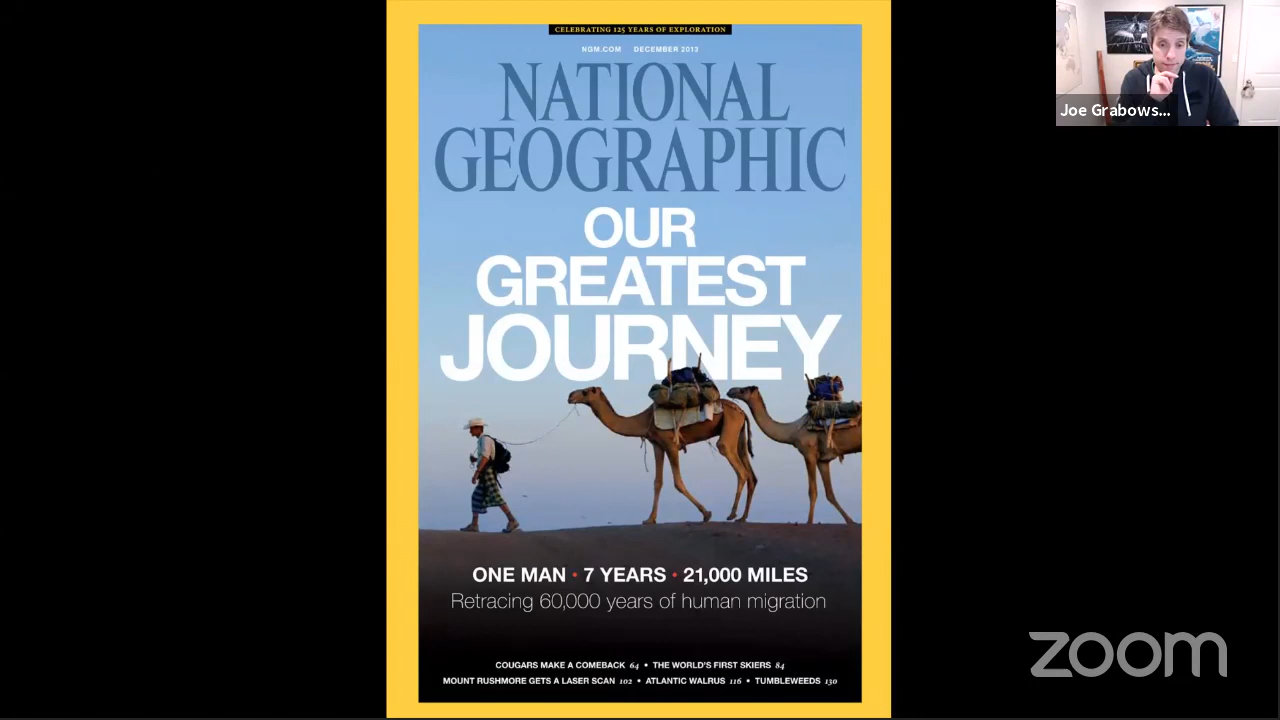 CELEBRATING 125 YEARS OF EXPLORATION
NGM.COM DECEMBER 2013
NATIONAL
GEOGRAPHIC
OUR
GREATEST
JOURNEY
ONE MAN • 7 YEARS • 21,000 MILES
Retracing 60,000 years of human migration
COUGARS MAKE A COMEBACK 64 • THE WORLD'S FIRST SKIERS 84
MOUNT RUSHMORE GETS A LASER SCAN 102 • ATLANTIC WALRUS 116 • TUMBLEWEEDS 130
Joe Grabows...
zoom